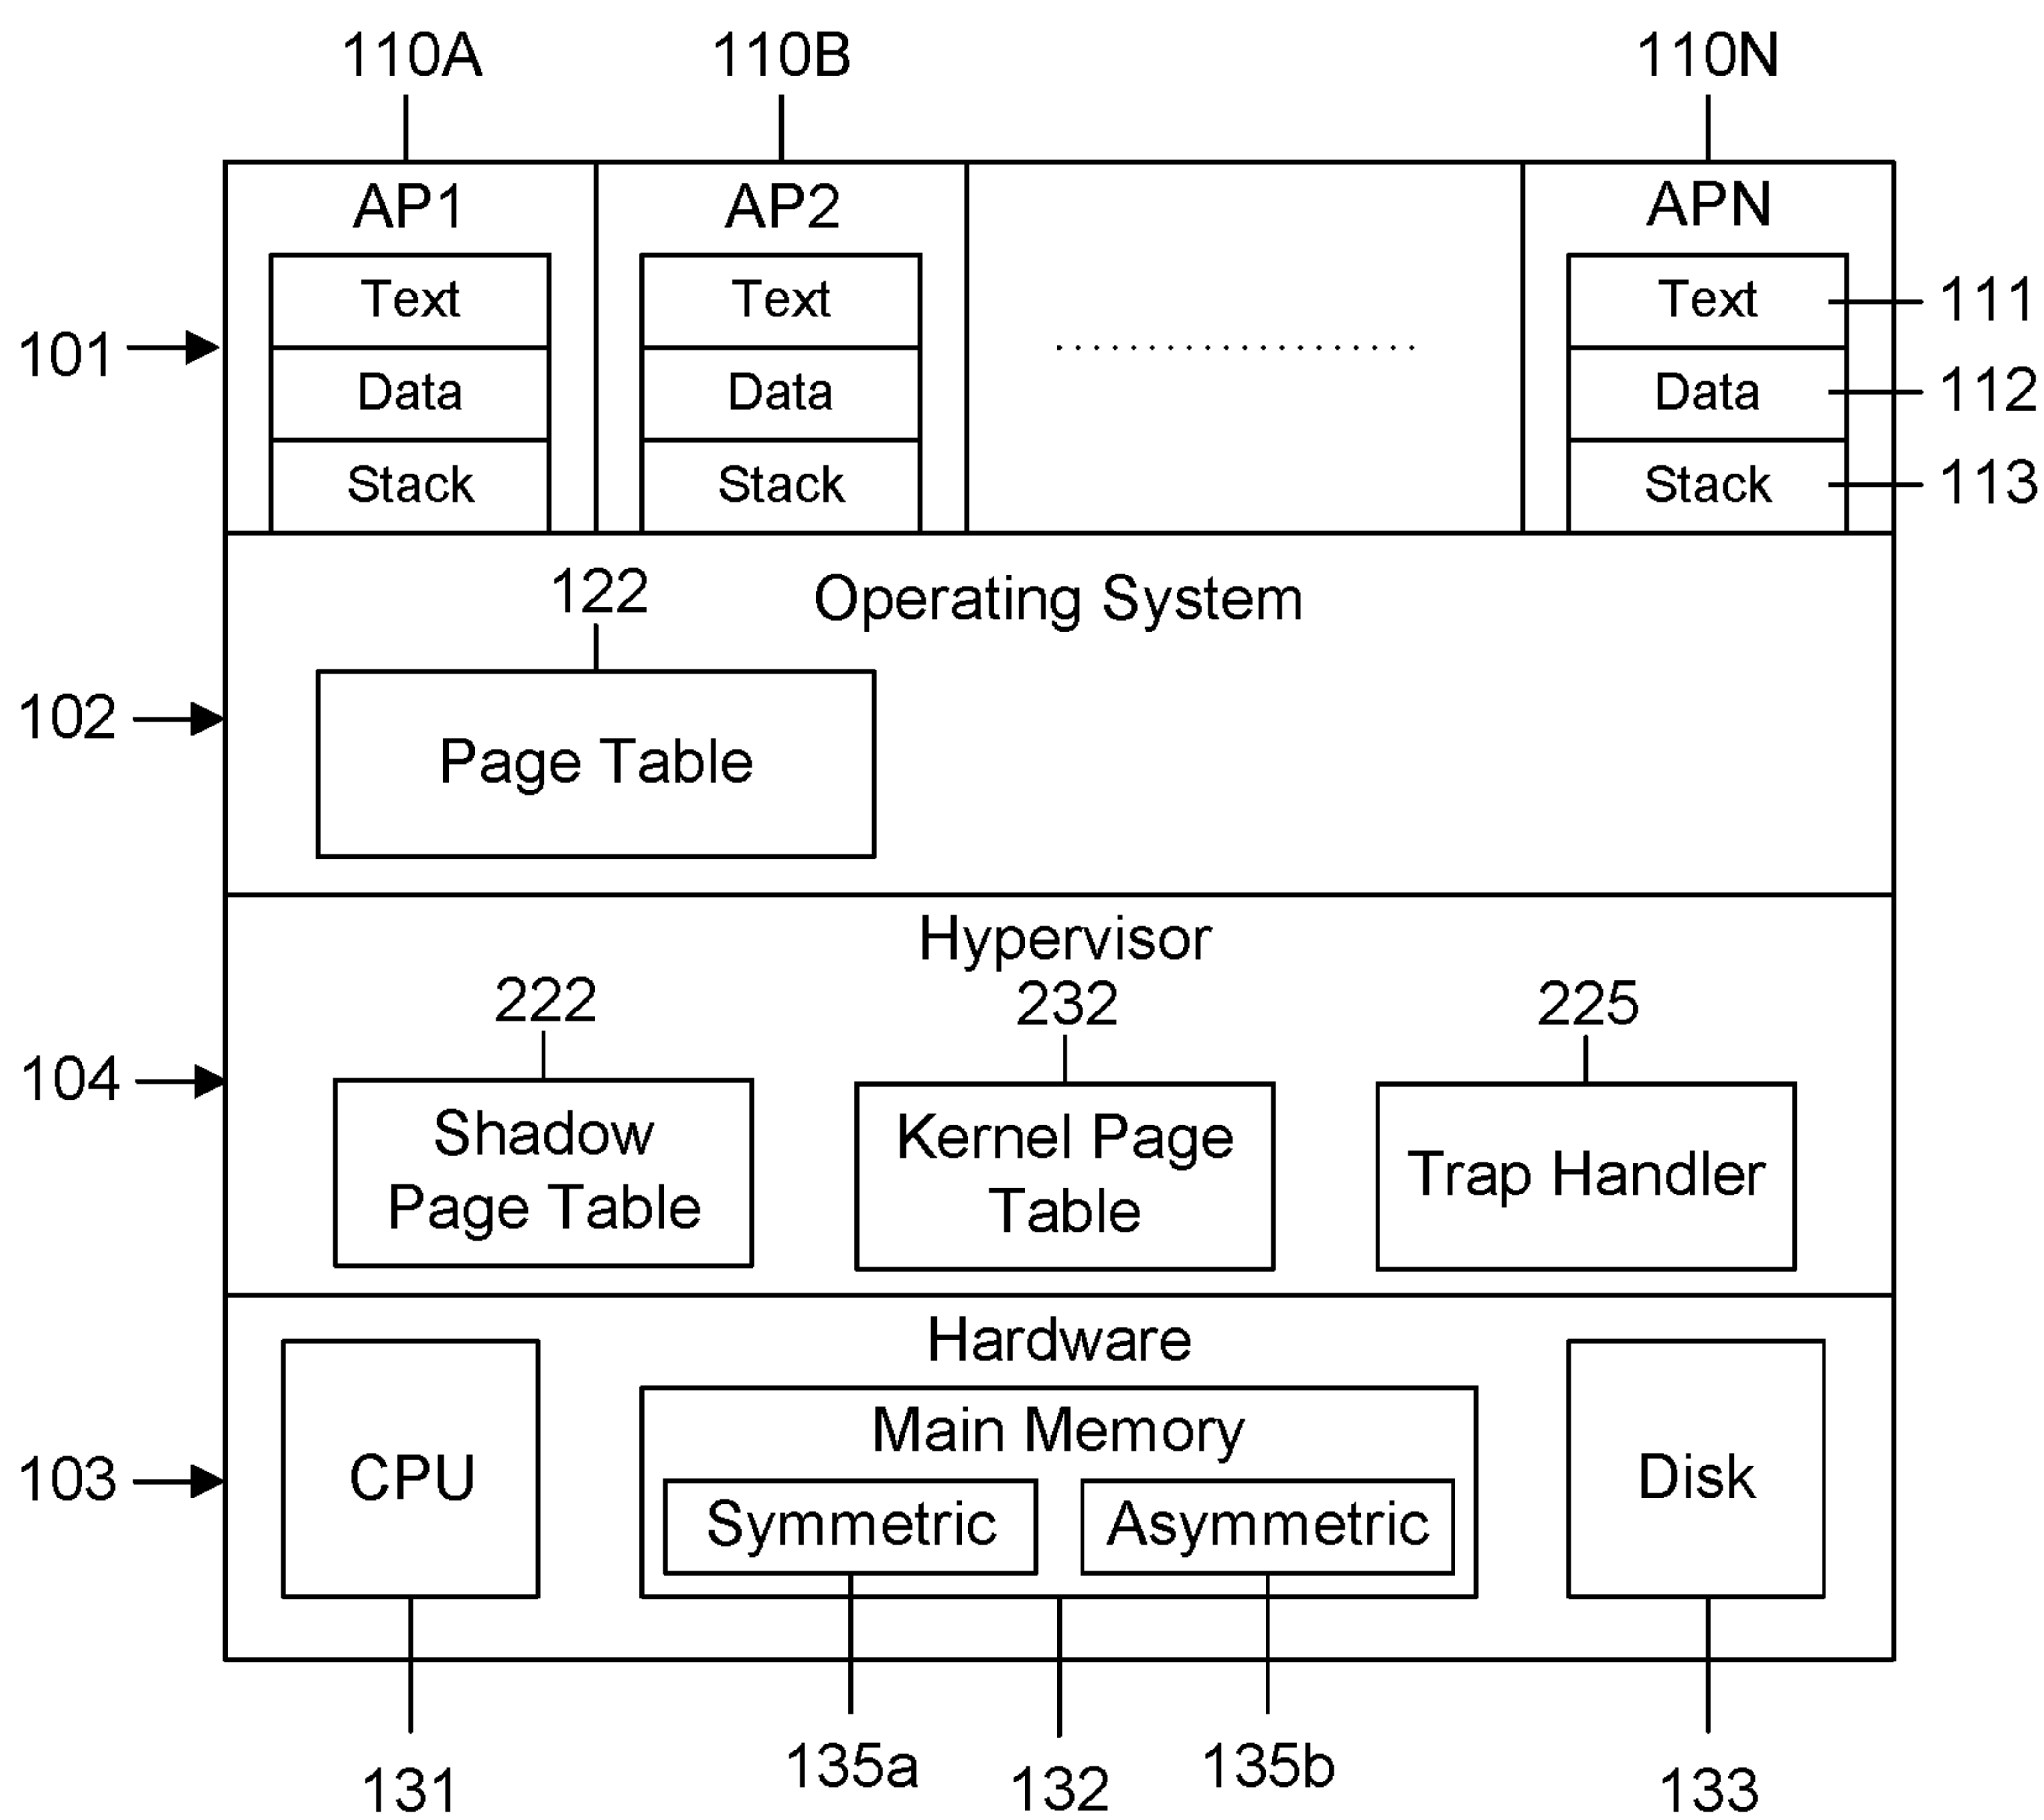 110A 110B 110N
AP1 AP2 APN
Text Text Text 111
101 ....................
Data Data Data 112
Stack Stack Stack 113
122 Operating System
102
Page Table
Hypervisor
222 232 225
104
Shadow Kernel Page Trap Handler
Page Table Table
Hardware
Main Memory
103 CPU Disk
Symmetric Asymmetric
135a 135b
131 132 133